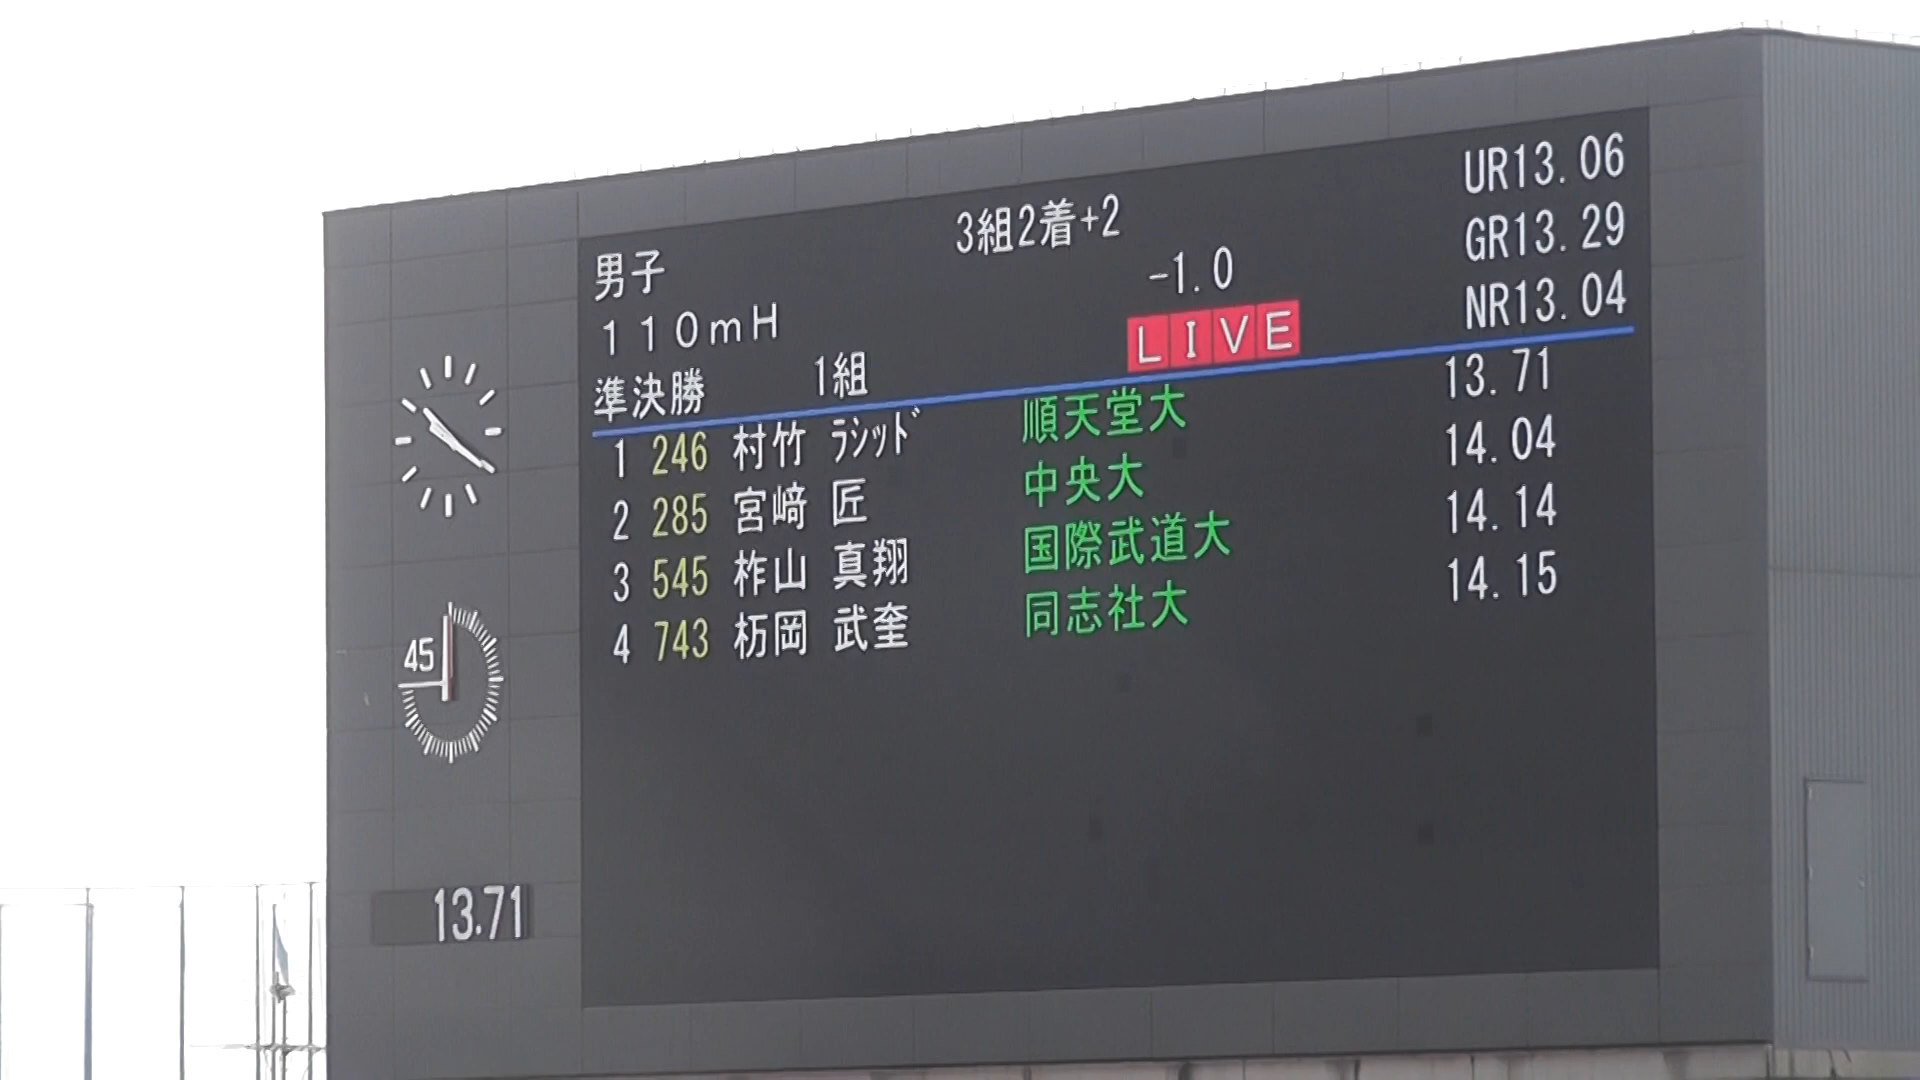 3組2着+2 UR13.06
男子 -1.0 GR13.29
110mH LIVE NR13.04
準決勝 1組
1 246 村竹 ﾗｼｯﾄﾞ 順天堂大 13.71
2 285 宮﨑 匠 中央大 14.04
3 545 柞山 真翔 国際武道大 14.14
4 743 杤岡 武奎 同志社大 14.15
45
13.71